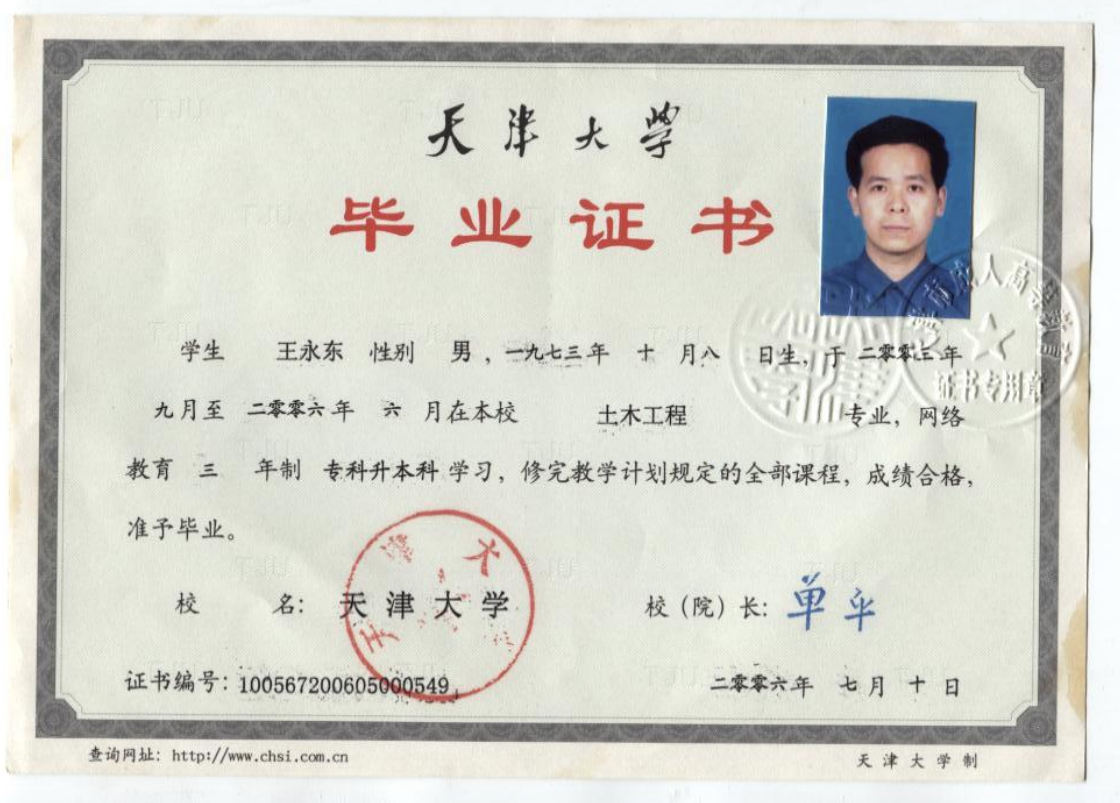 天津大学
毕业证书
学生 王永东 性别 男,一九七三年 十 月八 日生,于 二零零三年
九月至 二零零六年 六 月在本校 土木工程 专业,网络
教育 三 年制 专科升本科 学习,修完教学计划规定的全部课程,成绩合格,
准予毕业。
校 名: 天津大学 校(院)长: 单平
证书编号: 100567200605000549 二零零六年 七月 十 日
查询网址: http://www.chsi.com.cn 天津大学制
证书专用章